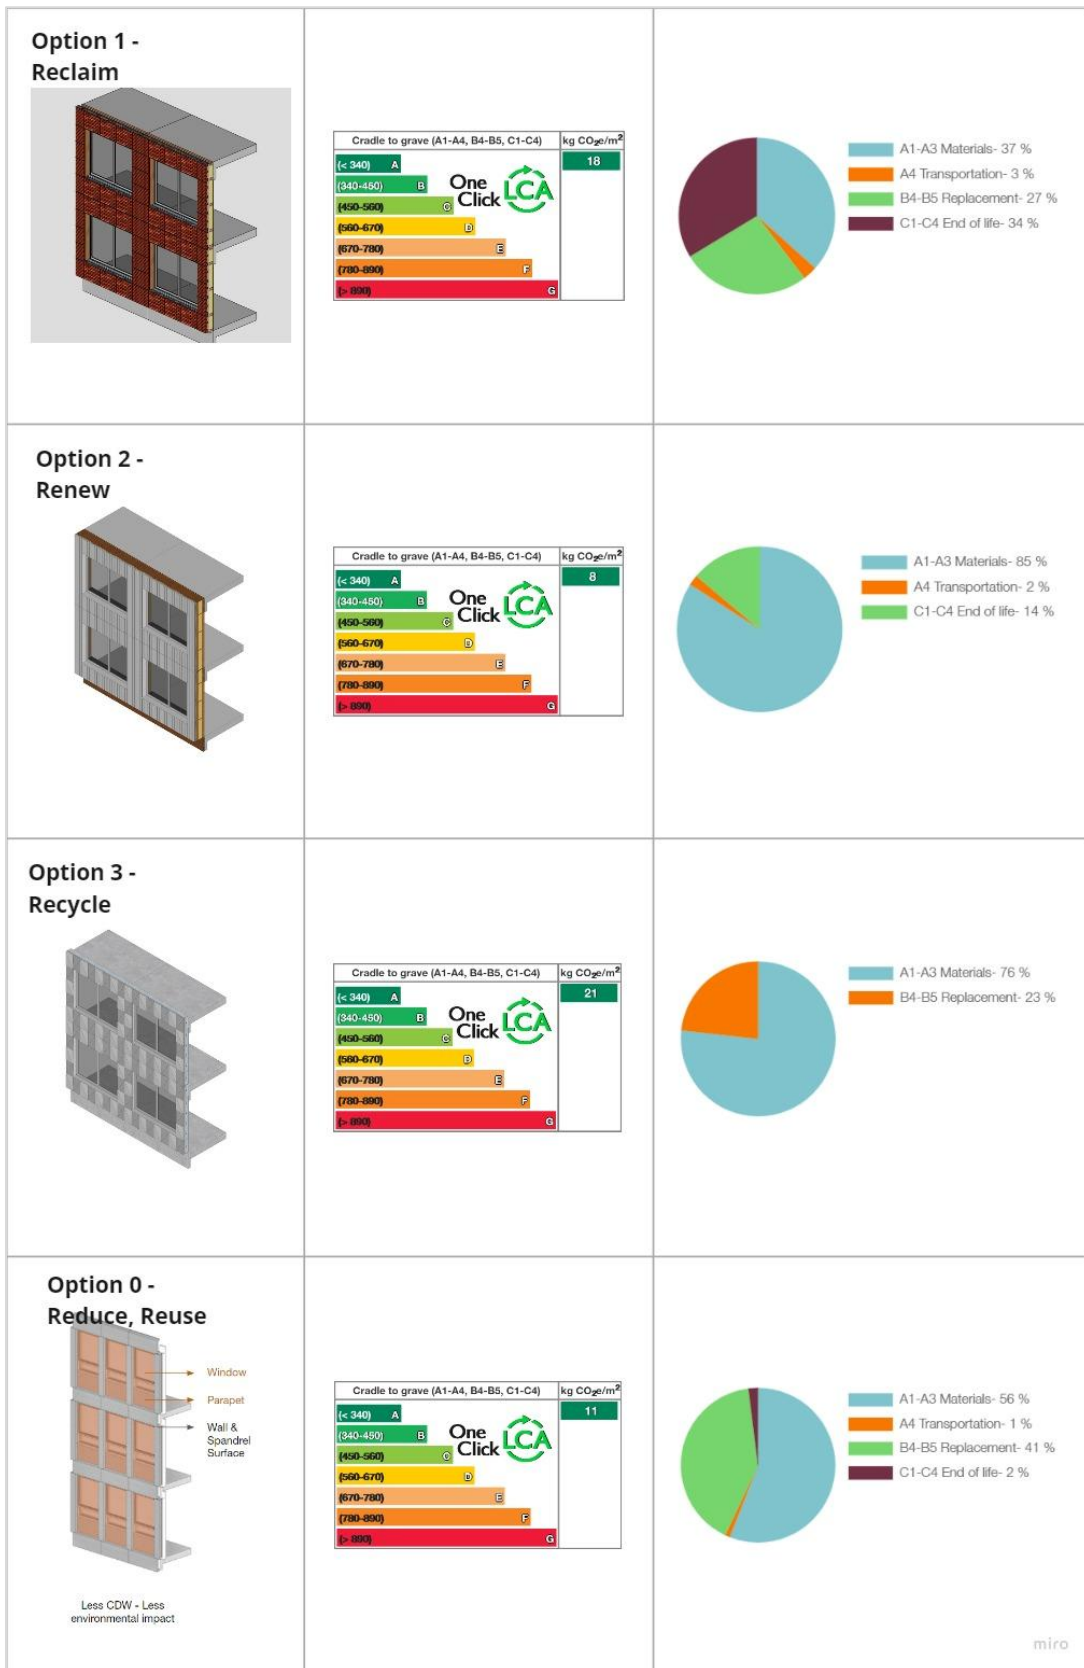 Option 1 -
Reclaim
Cradle to grave (A1-A4, B4-B5, C1-C4) kg CO₂e/m²
(< 340) A 18
(340-450) B
(450-560) C
(560-670) D
(670-780) E
(780-890) F
(> 890) G
One
Click LCA
A1-A3 Materials- 37 %
A4 Transportation- 3 %
B4-B5 Replacement- 27 %
C1-C4 End of life- 34 %
Option 2 -
Renew
Cradle to grave (A1-A4, B4-B5, C1-C4) kg CO₂e/m²
(< 340) A 8
(340-450) B
(450-560) C
(560-670) D
(670-780) E
(780-890) F
(> 890) G
One
Click LCA
A1-A3 Materials- 85 %
A4 Transportation- 2 %
C1-C4 End of life- 14 %
Option 3 -
Recycle
Cradle to grave (A1-A4, B4-B5, C1-C4) kg CO₂e/m²
(< 340) A 21
(340-450) B
(450-560) C
(560-670) D
(670-780) E
(780-890) F
(> 890) G
One
Click LCA
A1-A3 Materials- 76 %
B4-B5 Replacement- 23 %
Option 0 -
Reduce, Reuse
Window
Parapet
Wall &
Spandrel
Surface
Less CDW - Less
environmental impact
Cradle to grave (A1-A4, B4-B5, C1-C4) kg CO₂e/m²
(< 340) A 11
(340-450) B
(450-560) C
(560-670) D
(670-780) E
(780-890) F
(> 890) G
One
Click LCA
A1-A3 Materials- 56 %
A4 Transportation- 1 %
B4-B5 Replacement- 41 %
C1-C4 End of life- 2 %
miro